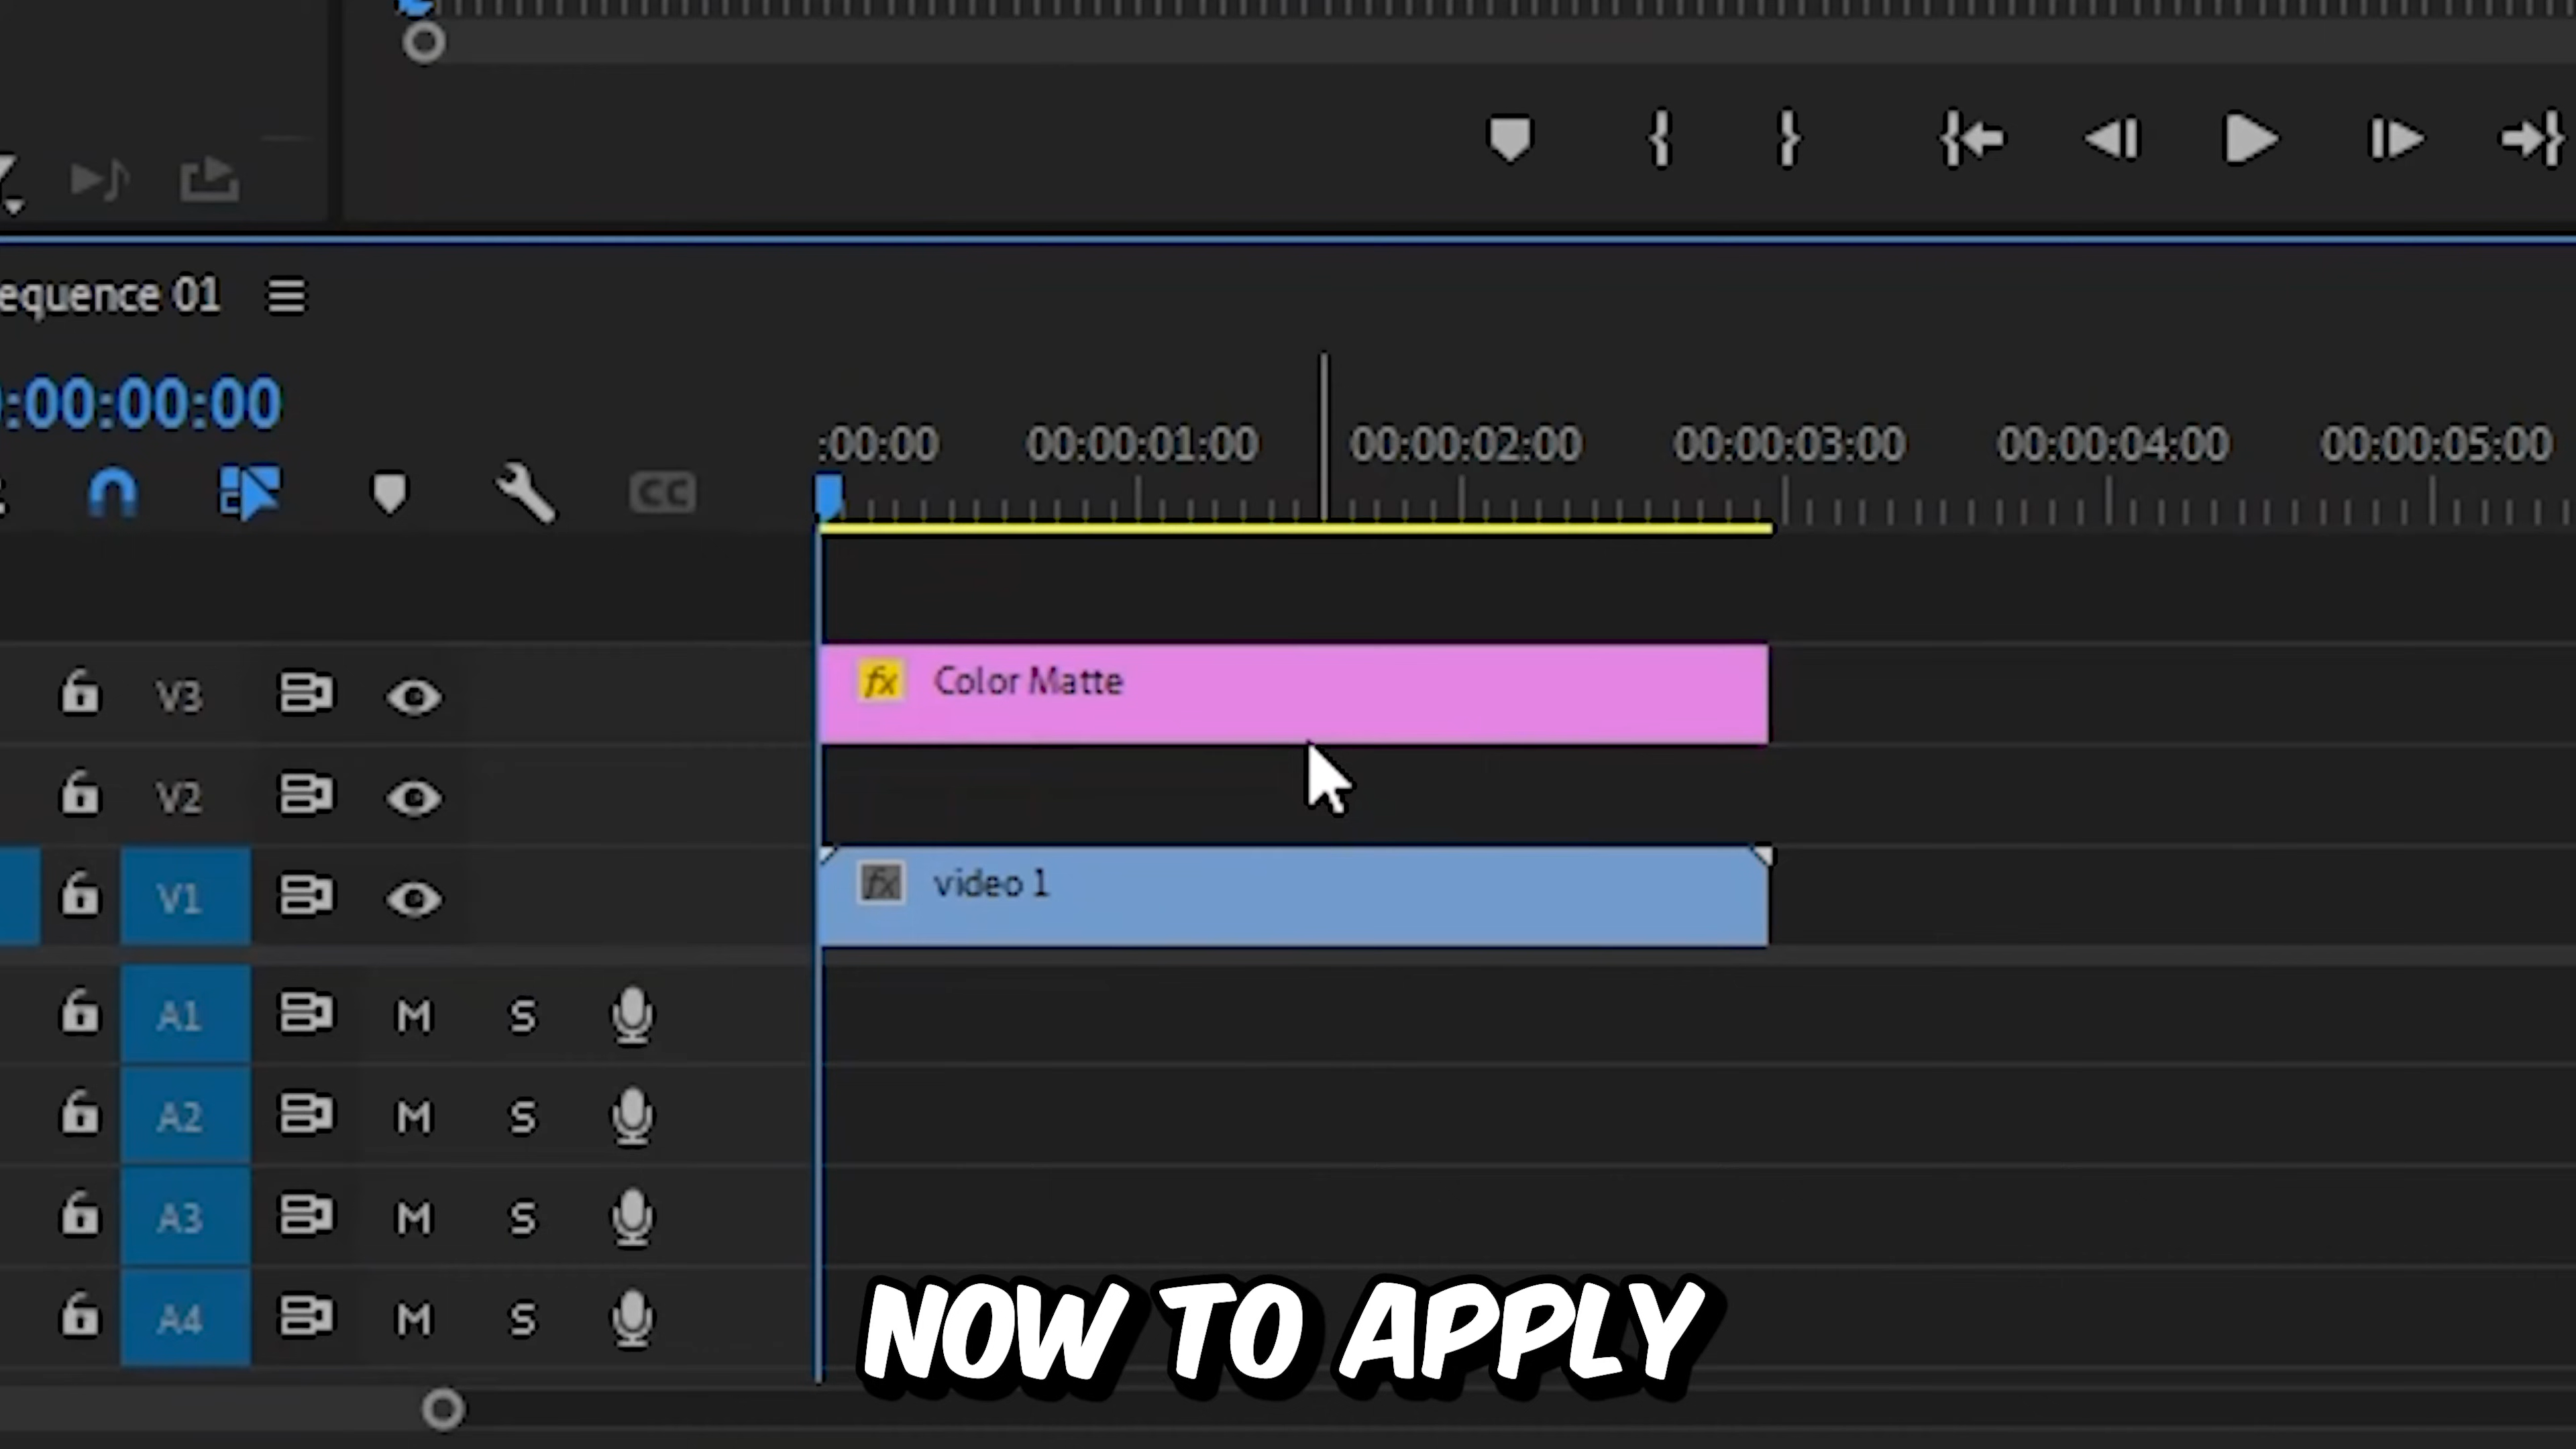 equence 01
:00:00:00
:00:00 00:00:01:00 00:00:02:00 00:00:03:00 00:00:04:00 00:00:05:00
CC
V3 fx Color Matte
V2
V1 fx video 1
A1 M S
A2 M S
A3 M S
A4 M S
NOW TO APPLY